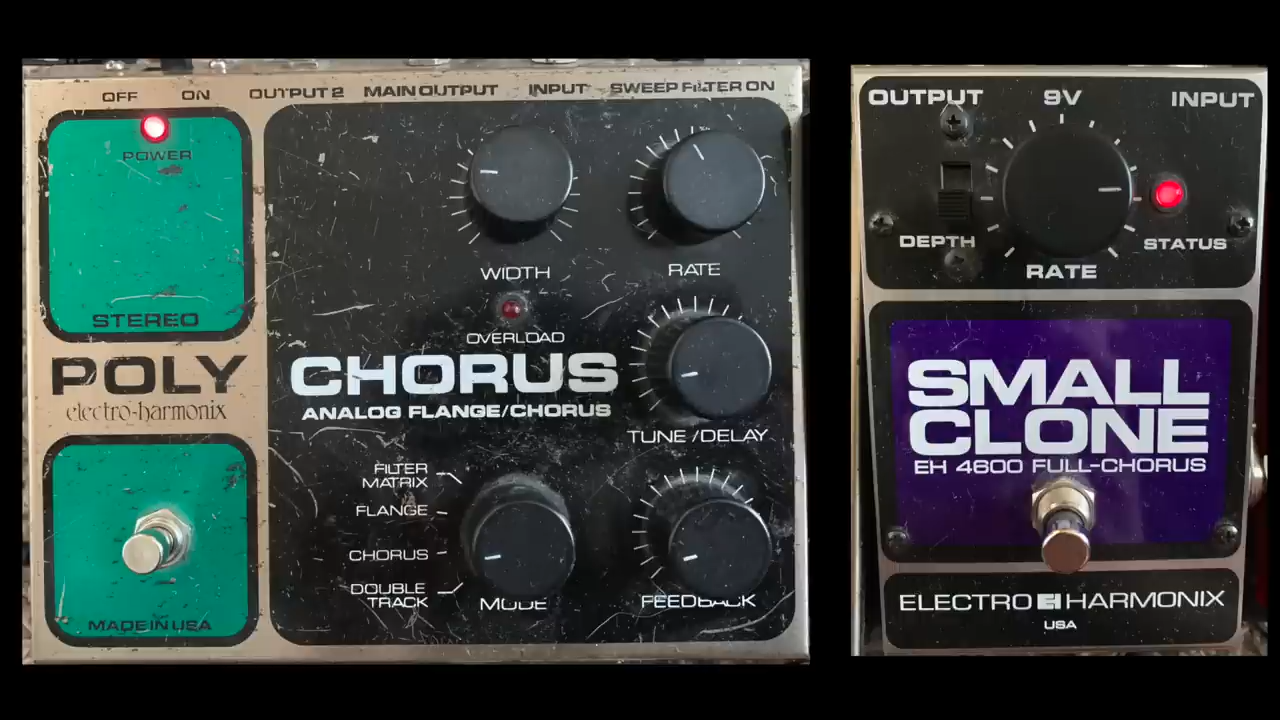 OFF ON OUTPUT 2 MAIN OUTPUT INPUT SWEEP FILTER ON
POWER
STEREO
POLY
electro-harmonix
MADE IN USA
WIDTH
RATE
OVERLOAD
CHORUS
ANALOG FLANGE/CHORUS
TUNE/DELAY
FILTER
MATRIX
FLANGE
CHORUS
DOUBLE
TRACK
MODE
FEEDBACK
OUTPUT 9V INPUT
DEPTH
STATUS
RATE
SMALL
CLONE
EH 4600 FULL-CHORUS
ELECTRO EH HARMONIX
USA